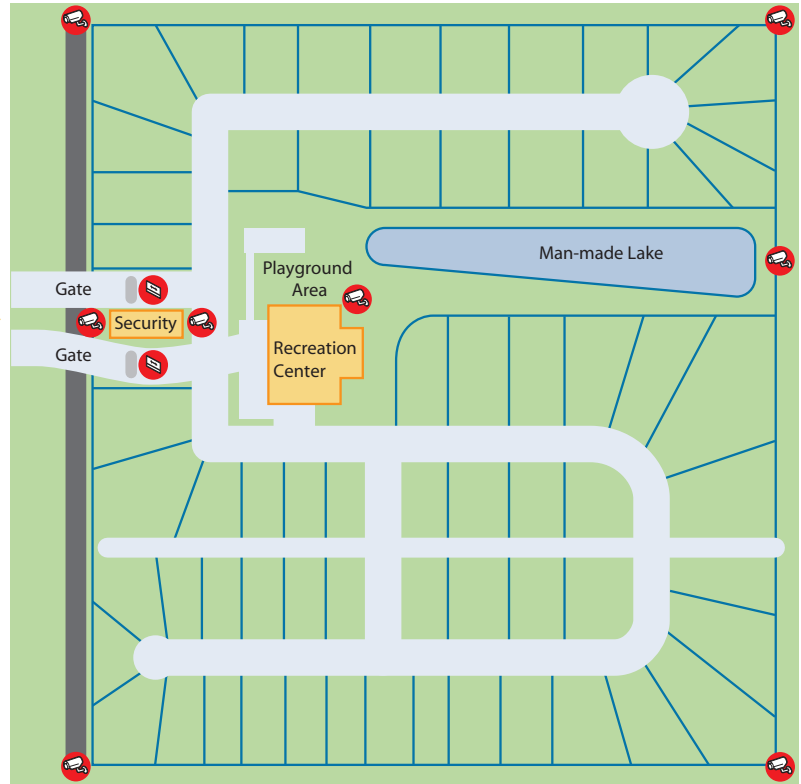 Man-made Lake
Playground
Area
Gate
Security
Recreation
Center
Gate